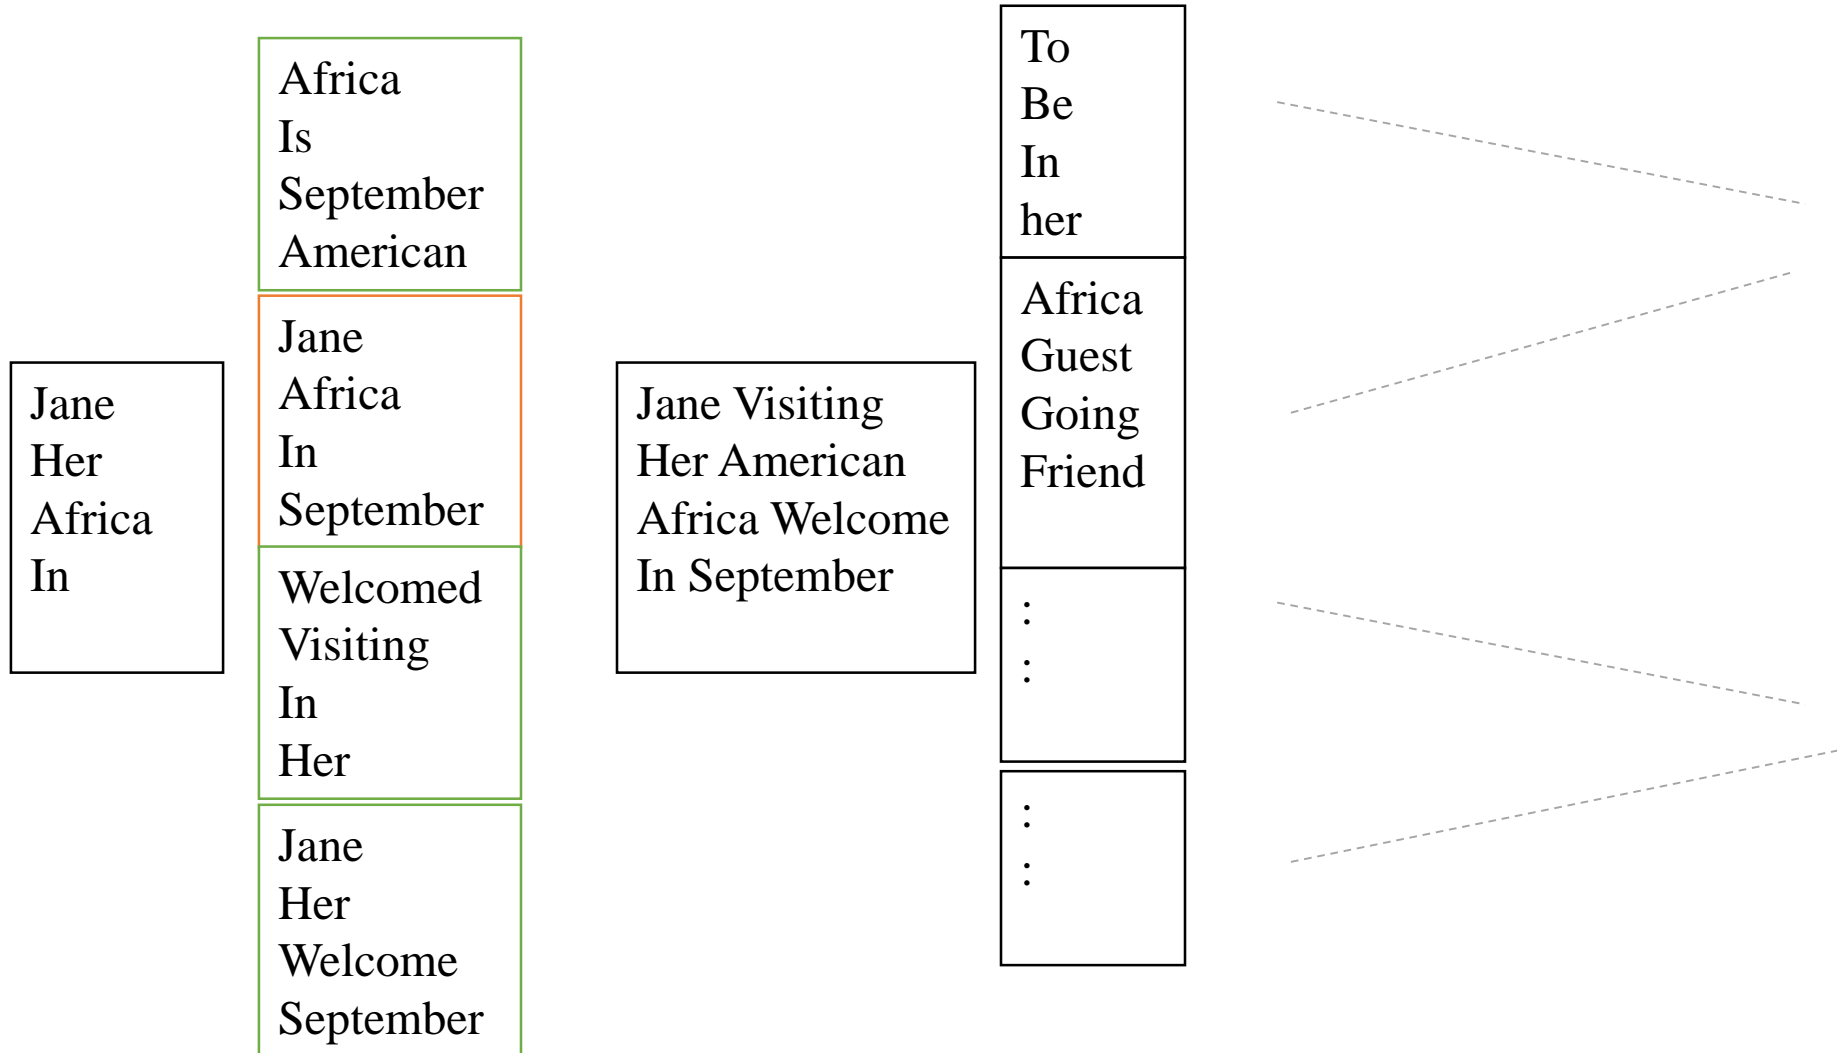 Jane
Her
Africa
In
Africa
Is
September
American
Jane
Africa
In
September
Welcomed
Visiting
In
Her
Jane
Her
Welcome
September
Jane Visiting
Her American
Africa Welcome
In September
To
Be
In
her
Africa
Guest
Going
Friend
:
:
:
: